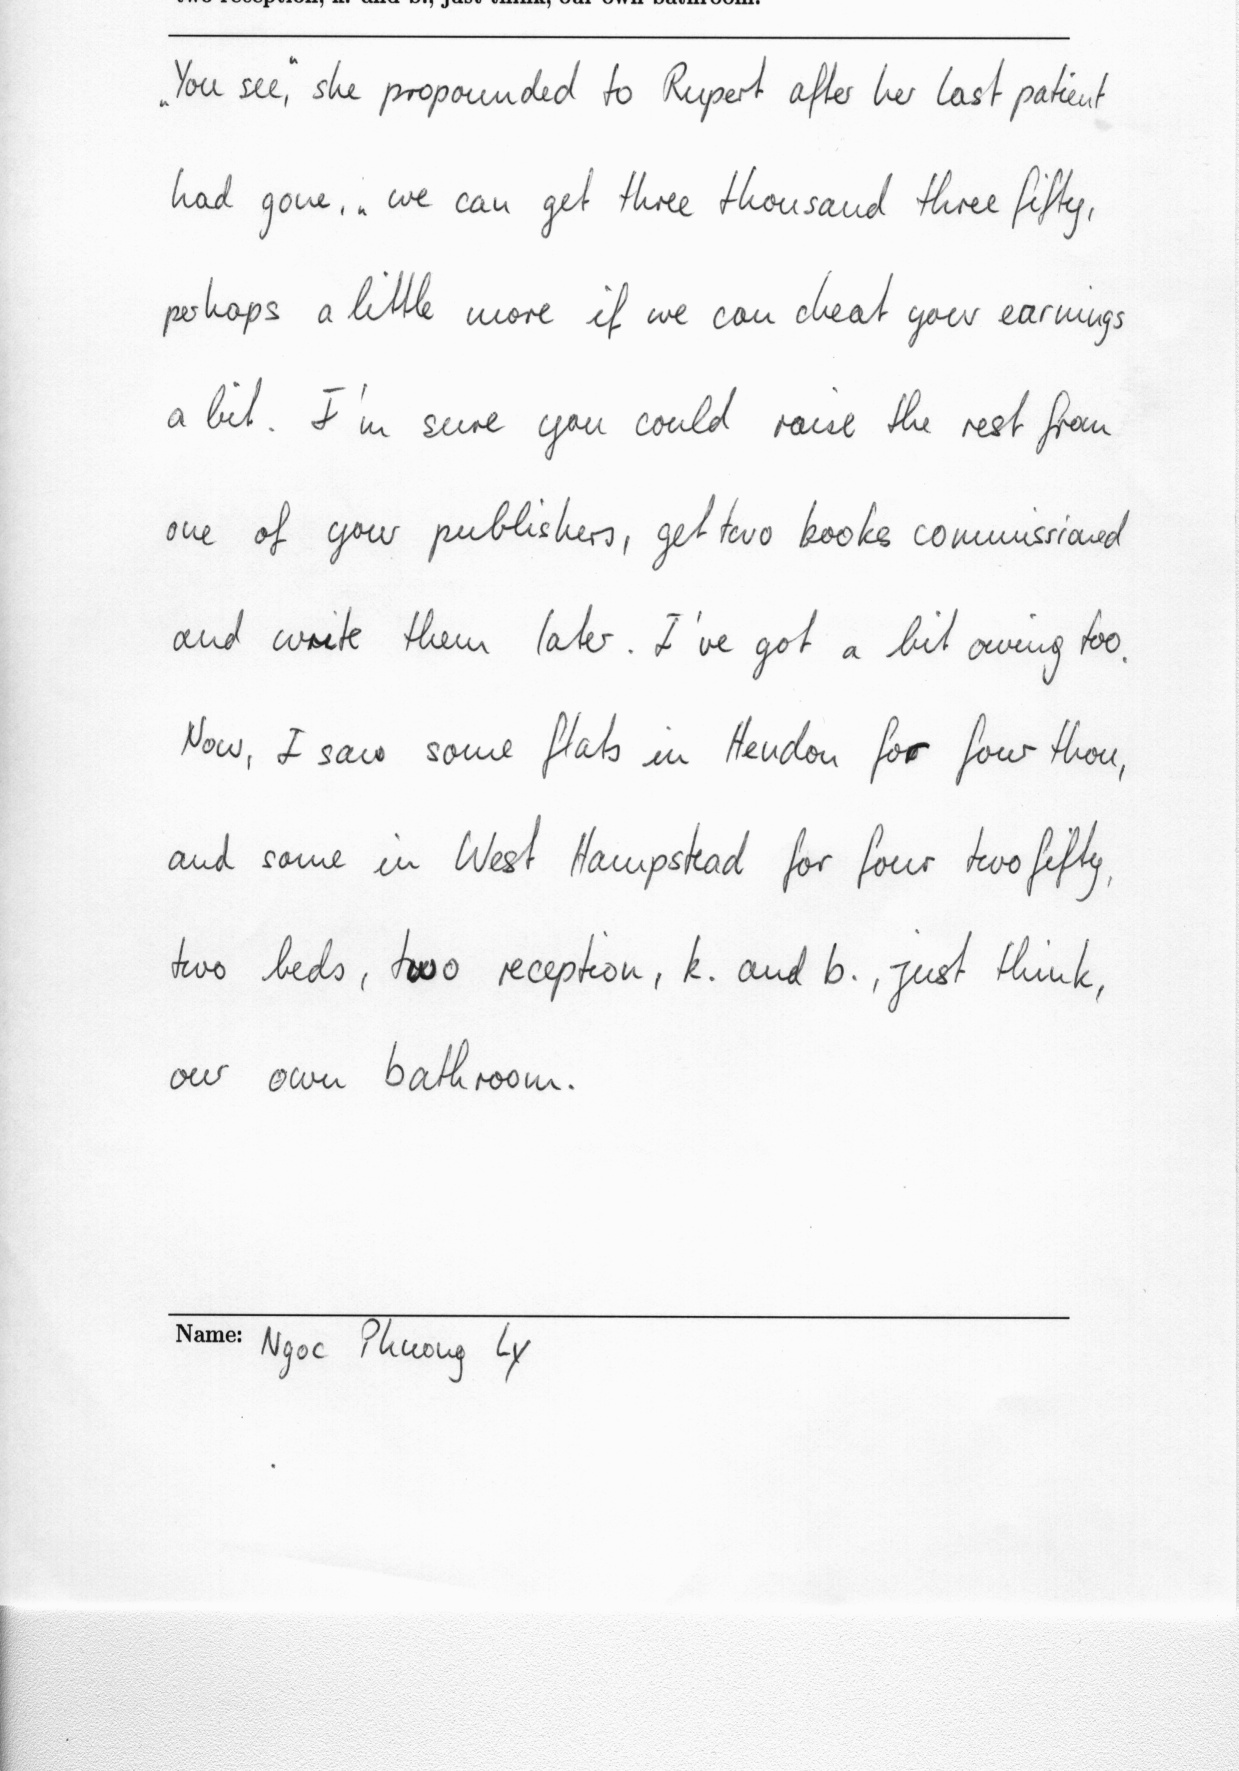 two reception, k. and b., just think, our own bathroom.
„You see,“ she propounded to Rupert after her last patient
had gone, „we can get three thousand three fifty,
perhaps a little more if we can cheat your earnings
a bit. I'm sure you could raise the rest from
one of your publishers, get two books commissioned
and write them later. I've got a bit owing too.
Now, I saw some flats in Hendon for four thou,
and some in West Hampstead for four two fifty,
two beds, two reception, k. and b., just think,
our own bathroom.
Name: Ngoc Phuong Ly